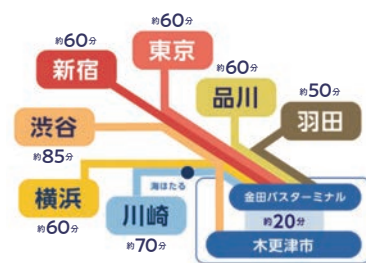 約60分
新宿
約60分
東京
約60分
品川
約50分
羽田
渋谷
約85分
横浜
約60分
海ほたる
川崎
約70分
金田バスターミナル
約20分
木更津市